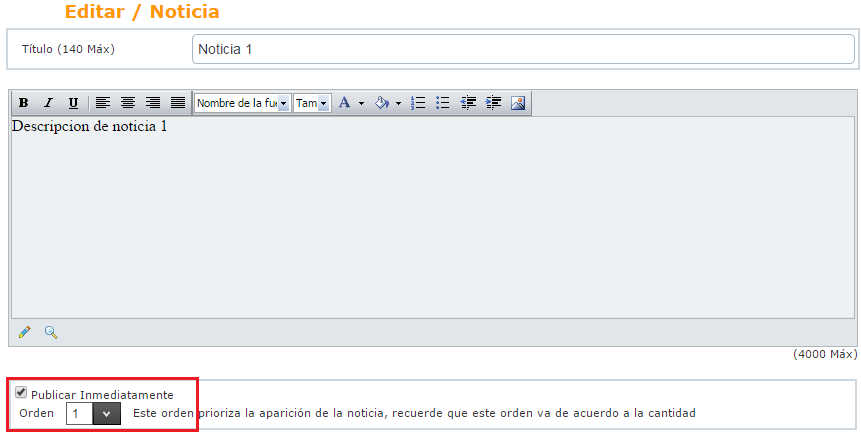 Editar / Noticia
Título (140 Máx)
Noticia 1
B I U Nombre de la fu Tam A
Descripcion de noticia 1
(4000 Máx)
Publicar Inmediatamente
Orden 1 Este orden prioriza la aparición de la noticia, recuerde que este orden va de acuerdo a la cantidad